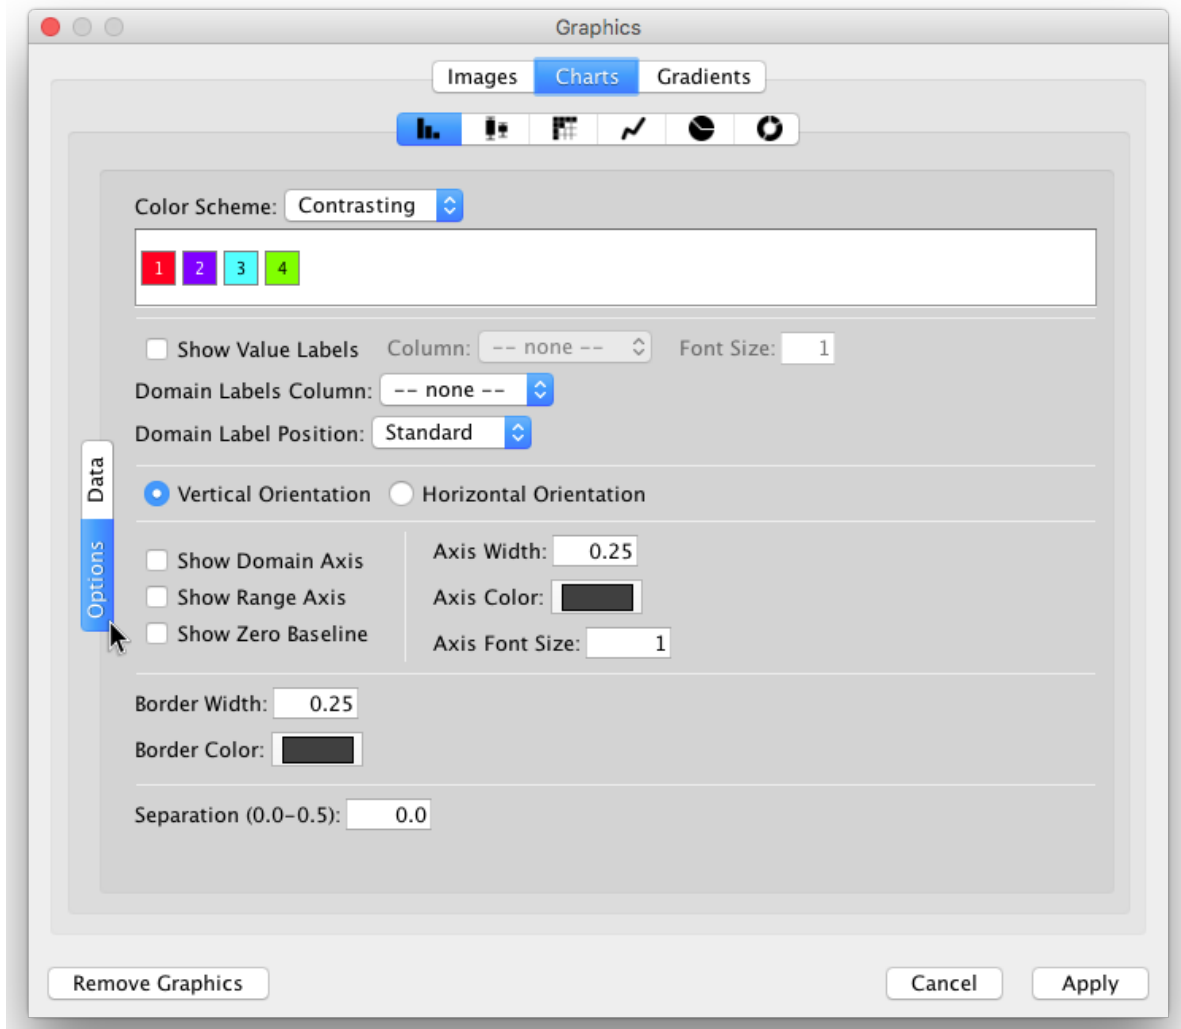 Graphics
Images Charts Gradients
Color Scheme: Contrasting
1 2 3 4
Show Value Labels Column: -- none -- Font Size: 1
Domain Labels Column: -- none --
Domain Label Position: Standard
Data
Vertical Orientation Horizontal Orientation
Options
Show Domain Axis Axis Width: 0.25
Show Range Axis Axis Color:
Show Zero Baseline Axis Font Size: 1
Border Width: 0.25
Border Color:
Separation (0.0-0.5): 0.0
Remove Graphics Cancel Apply